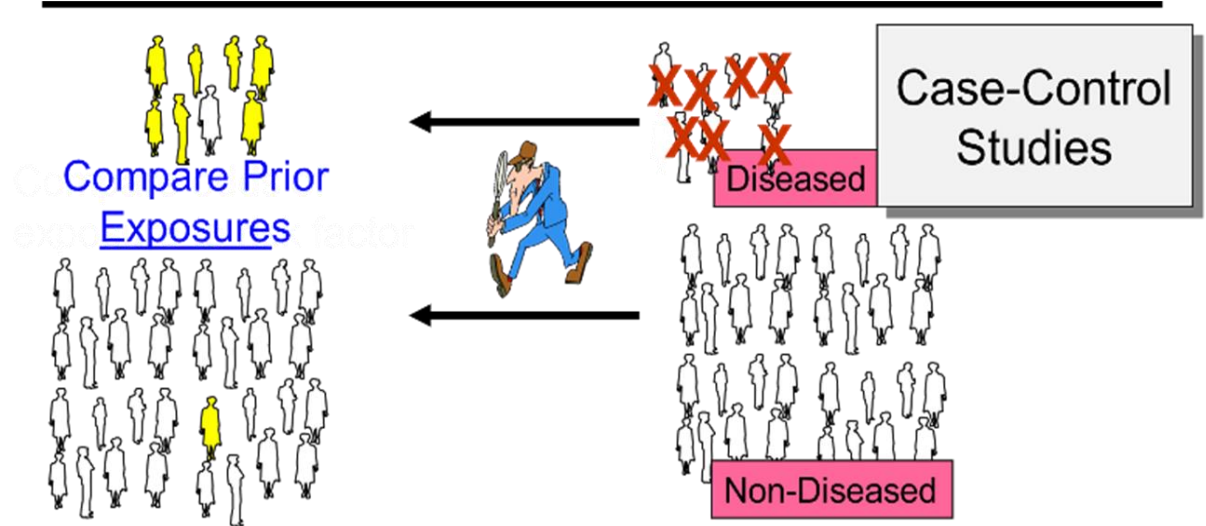 Case-Control
Studies
Diseased
Compare Prior
Exposures
Non-Diseased